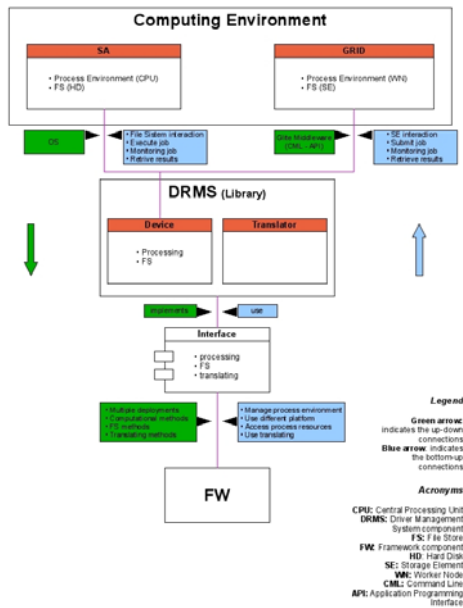 Computing Environment
SA
• Process Environment (CPU)
• FS (HD)
GRID
• Process Environment (WN)
• FS (SE)
OS
• File Sistem interaction
• Execute job
• Monitoring job
• Retrive results
Glite Middleware
(CML - API)
• SE interaction
• Submit job
• Monitoring job
• Retrieve results
DRMS (Library)
Device
• Processing
• FS
Translator
implements
use
Interface
• processing
• FS
• translating
• Multiple deployments
• Computational methods
• FS methods
• Translating methods
• Manage process environment
• Use different platform
• Access process resources
• Use translating
FW
Legend
Green arrow:
indicates the up-down
connections
Blue arrow: indicates
the bottom-up
connections
Acronyms
CPU: Central Processing Unit
DRMS: Driver Management
System component
FS: File Store
FW: Framework component
HD: Hard Disk
SE: Storage Element
WN: Worker Node
CML: Command Line
API: Application Programming
Interface